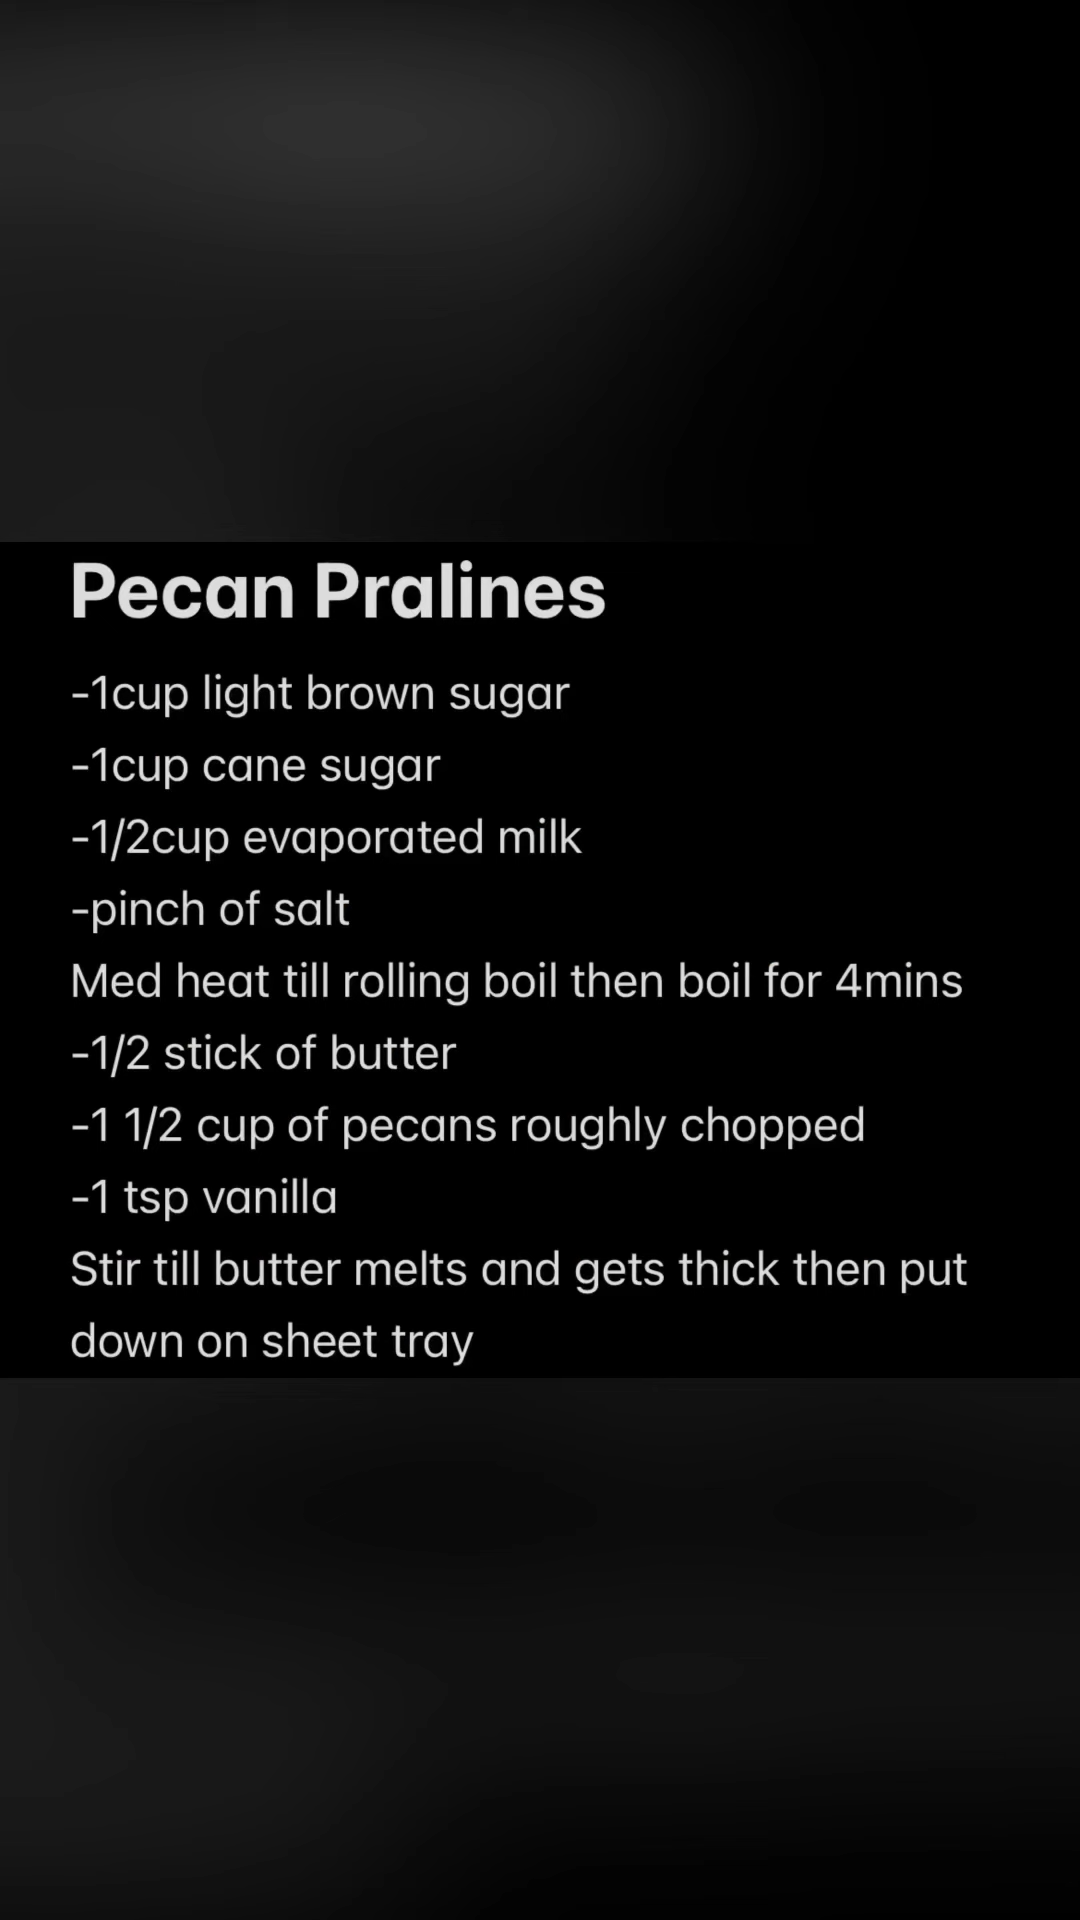 Pecan Pralines
-1cup light brown sugar
-1cup cane sugar
-1/2cup evaporated milk
-pinch of salt
Med heat till rolling boil then boil for 4mins
-1/2 stick of butter
-1 1/2 cup of pecans roughly chopped
-1 tsp vanilla
Stir till butter melts and gets thick then put
down on sheet tray